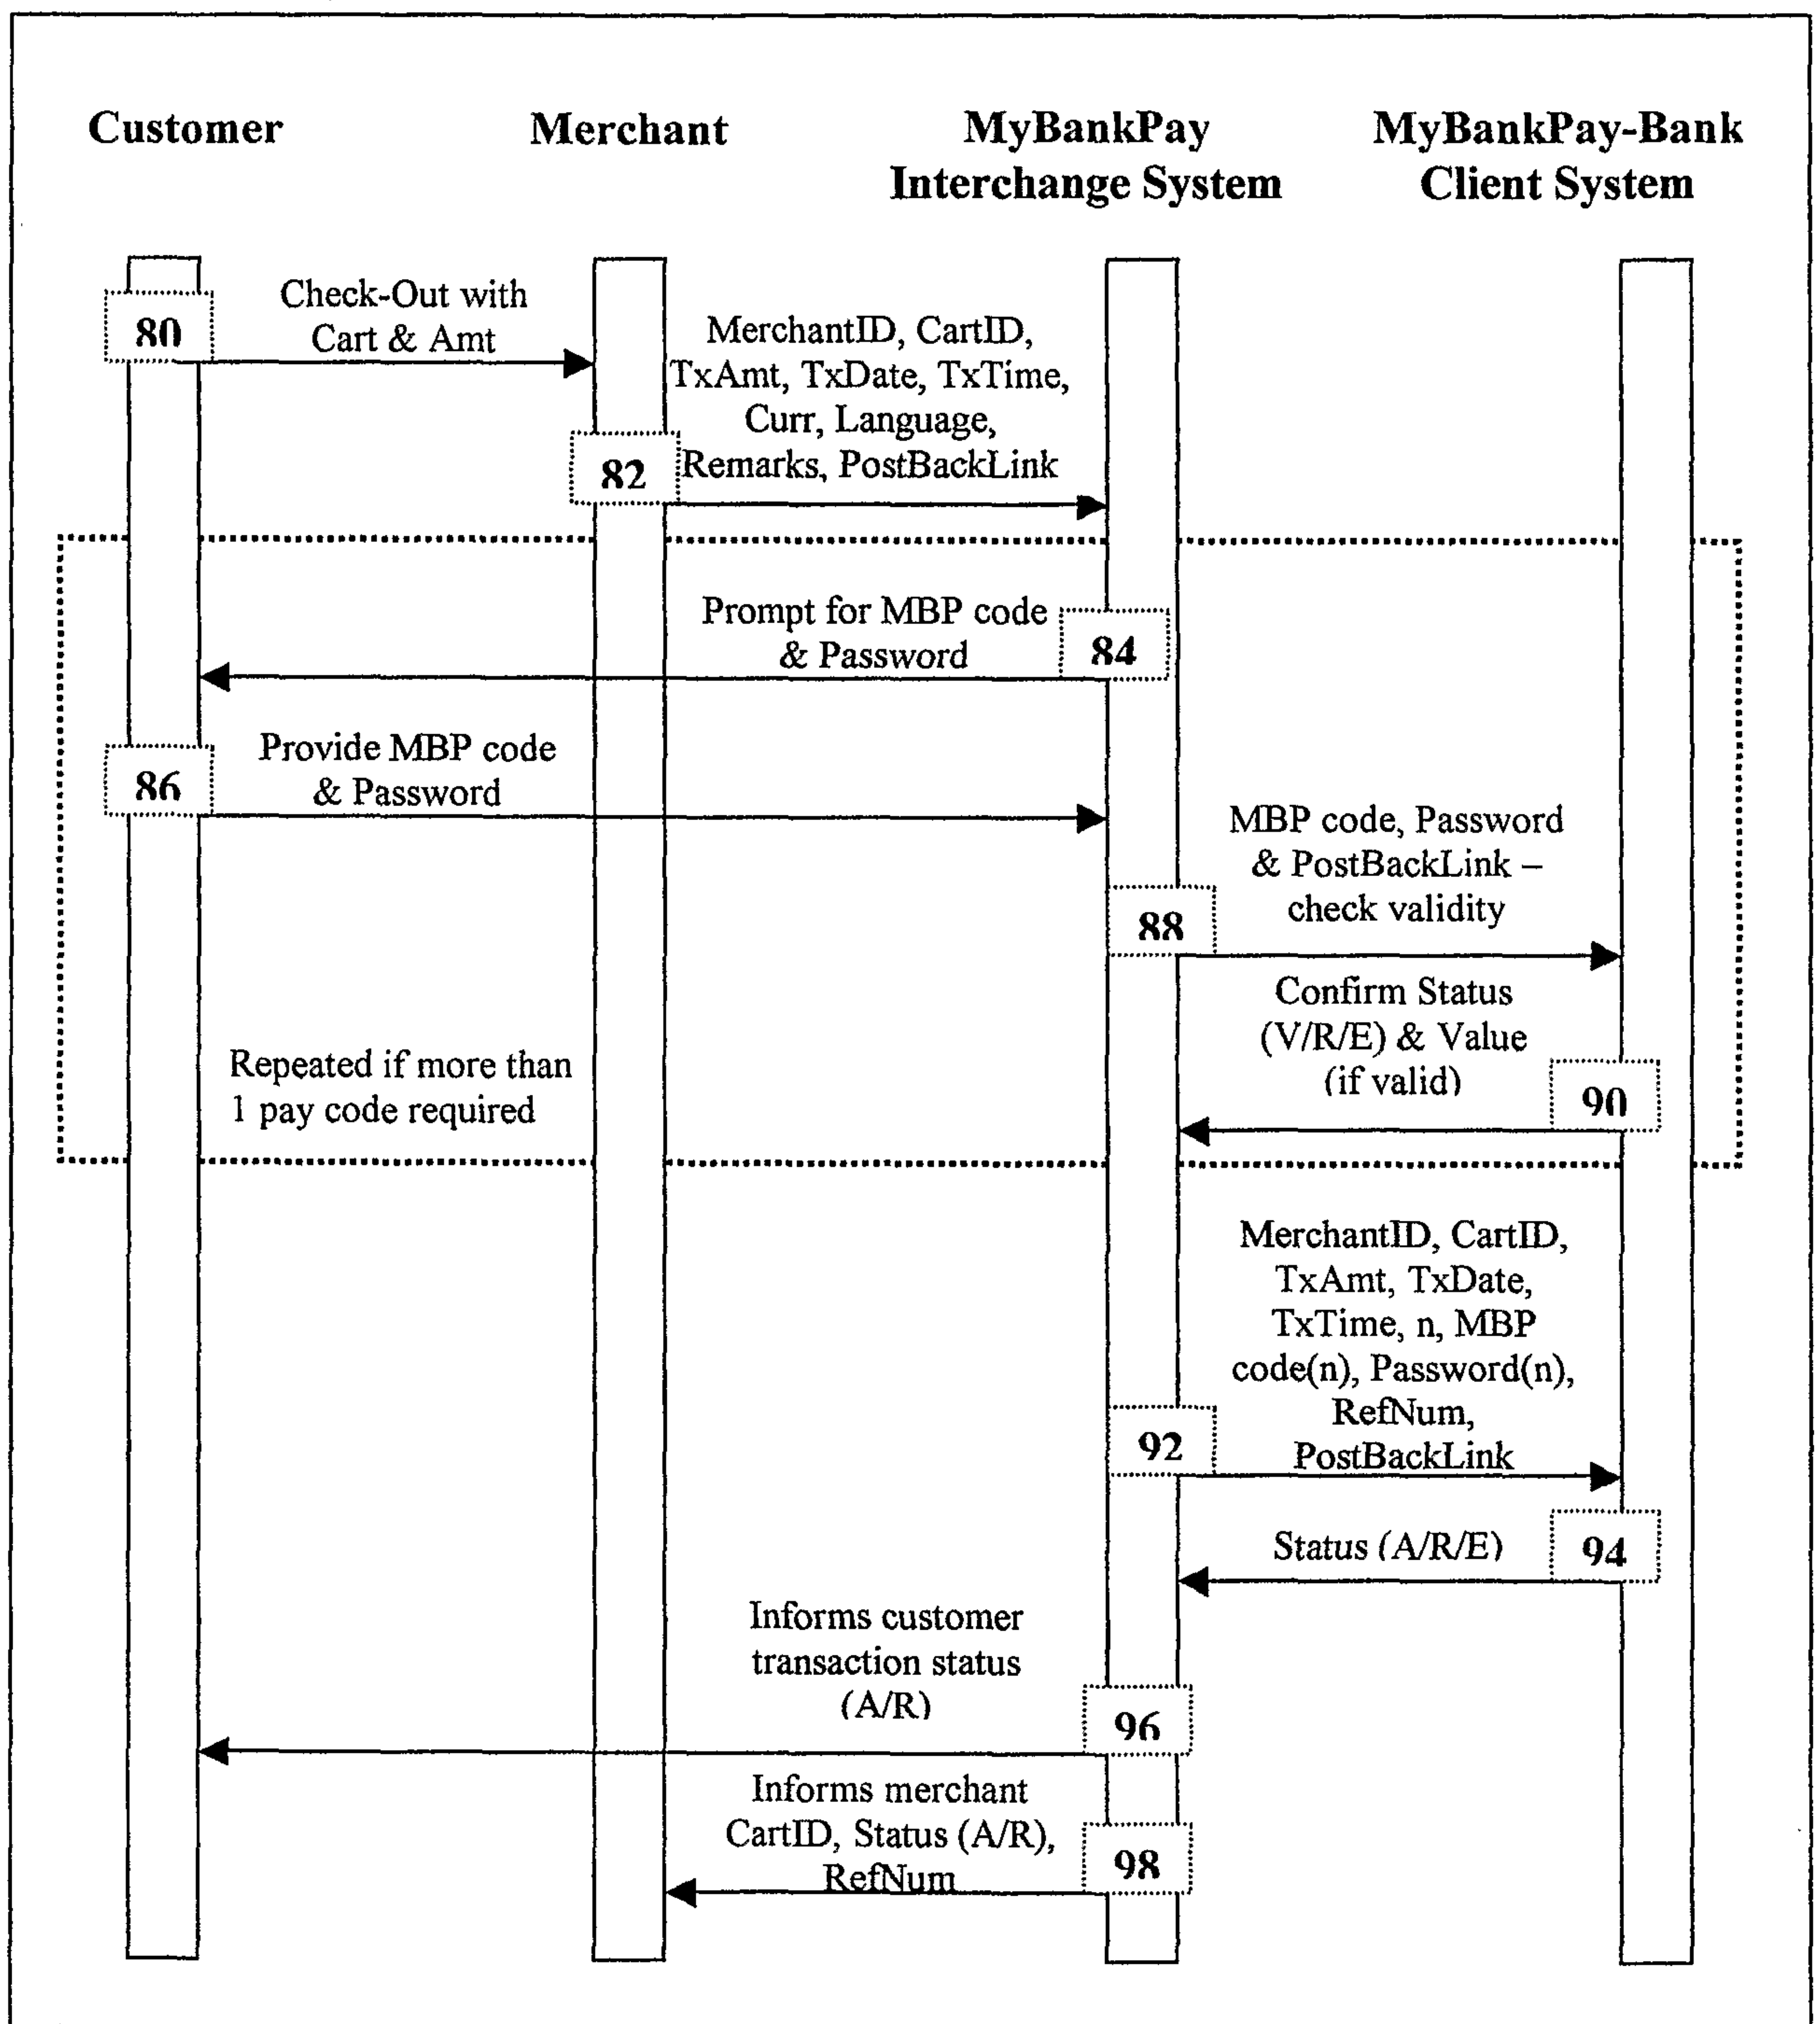 Customer
Merchant
MyBankPay
Interchange System
MyBankPay-Bank
Client System
80
Check-Out with
Cart & Amt
82
MerchantID, CartID,
TxAmt, TxDate, TxTime,
Curr, Language,
Remarks, PostBackLink
Prompt for MBP code
& Password
84
86
Provide MBP code
& Password
MBP code, Password
& PostBackLink –
check validity
88
Confirm Status
(V/R/E) & Value
(if valid)
90
Repeated if more than
1 pay code required
MerchantID, CartID,
TxAmt, TxDate,
TxTime, n, MBP
code(n), Password(n),
RefNum,
PostBackLink
92
Status (A/R/E)
94
Informs customer
transaction status
(A/R)
96
Informs merchant
CartID, Status (A/R),
RefNum
98